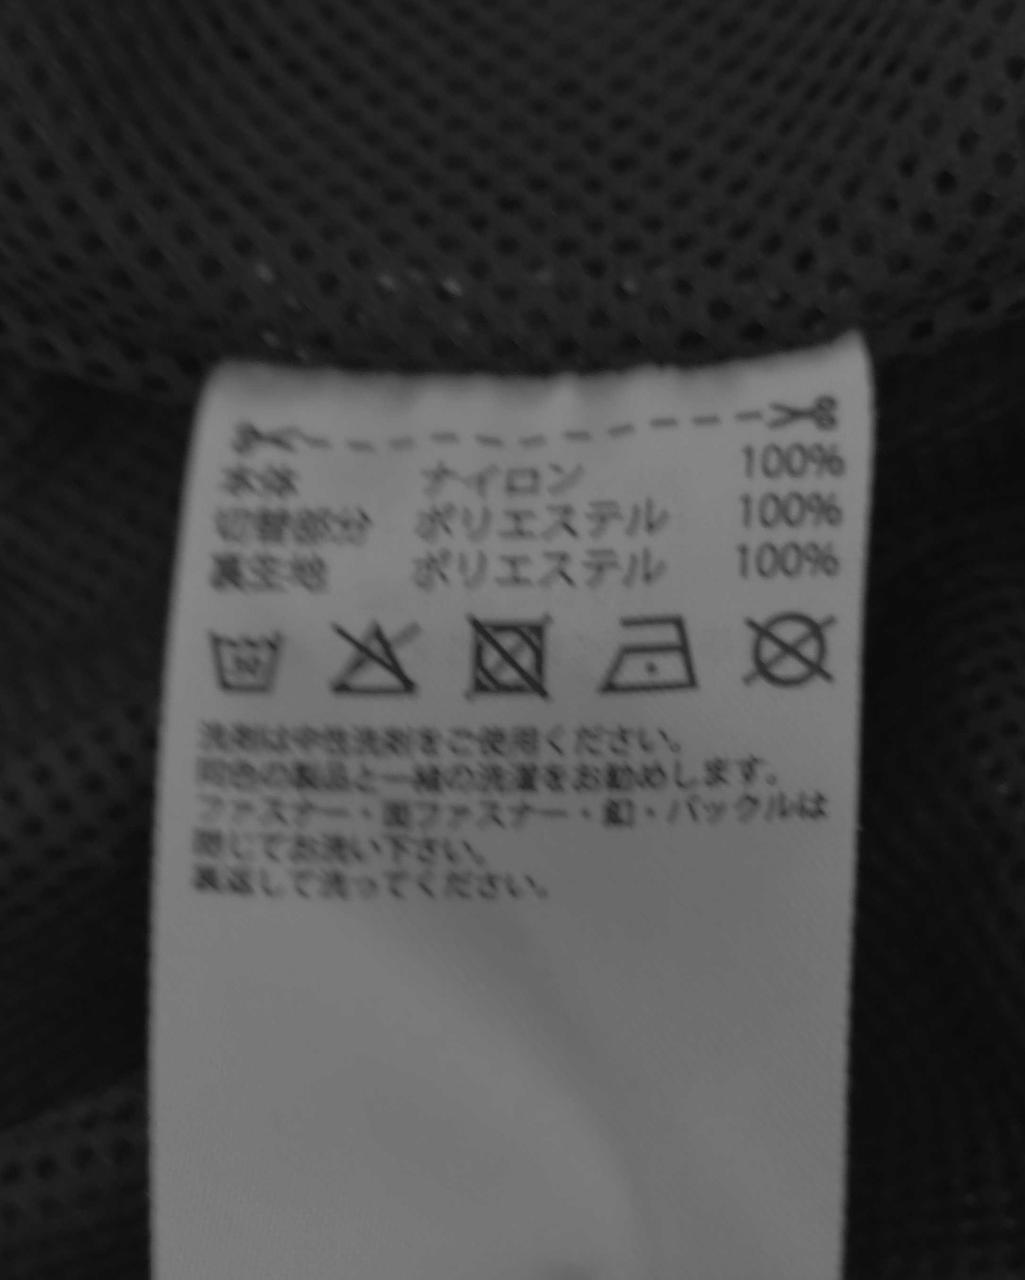 本体 ナイロン 100%
切替部分 ポリエステル 100%
裏生地 ポリエステル 100%
30
洗剤は中性洗剤をご使用ください。
同色の製品と一緒の洗濯をお勧めします。
ファスナー・面ファスナー・釦・バックルは
閉じてお洗い下さい。
裏返して洗ってください。